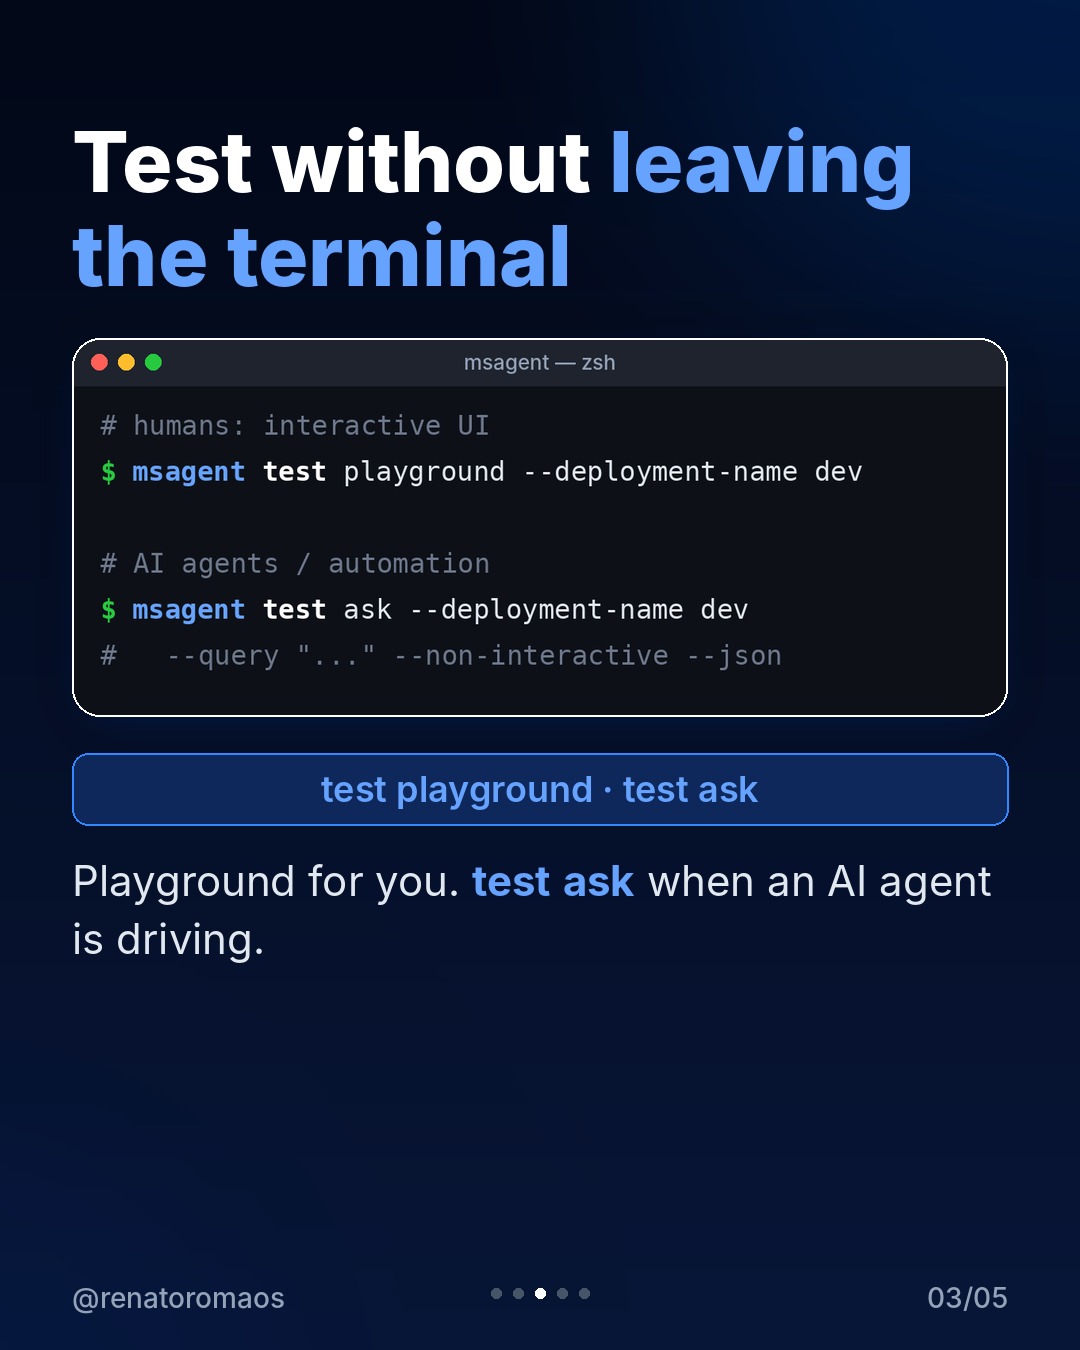 Test without leaving
the terminal
msagent — zsh
# humans: interactive UI
$ msagent test playground --deployment-name dev
# AI agents / automation
$ msagent test ask --deployment-name dev
#   --query "..." --non-interactive --json
test playground · test ask
Playground for you. test ask when an AI agent
is driving.
@renatoromaos
03/05